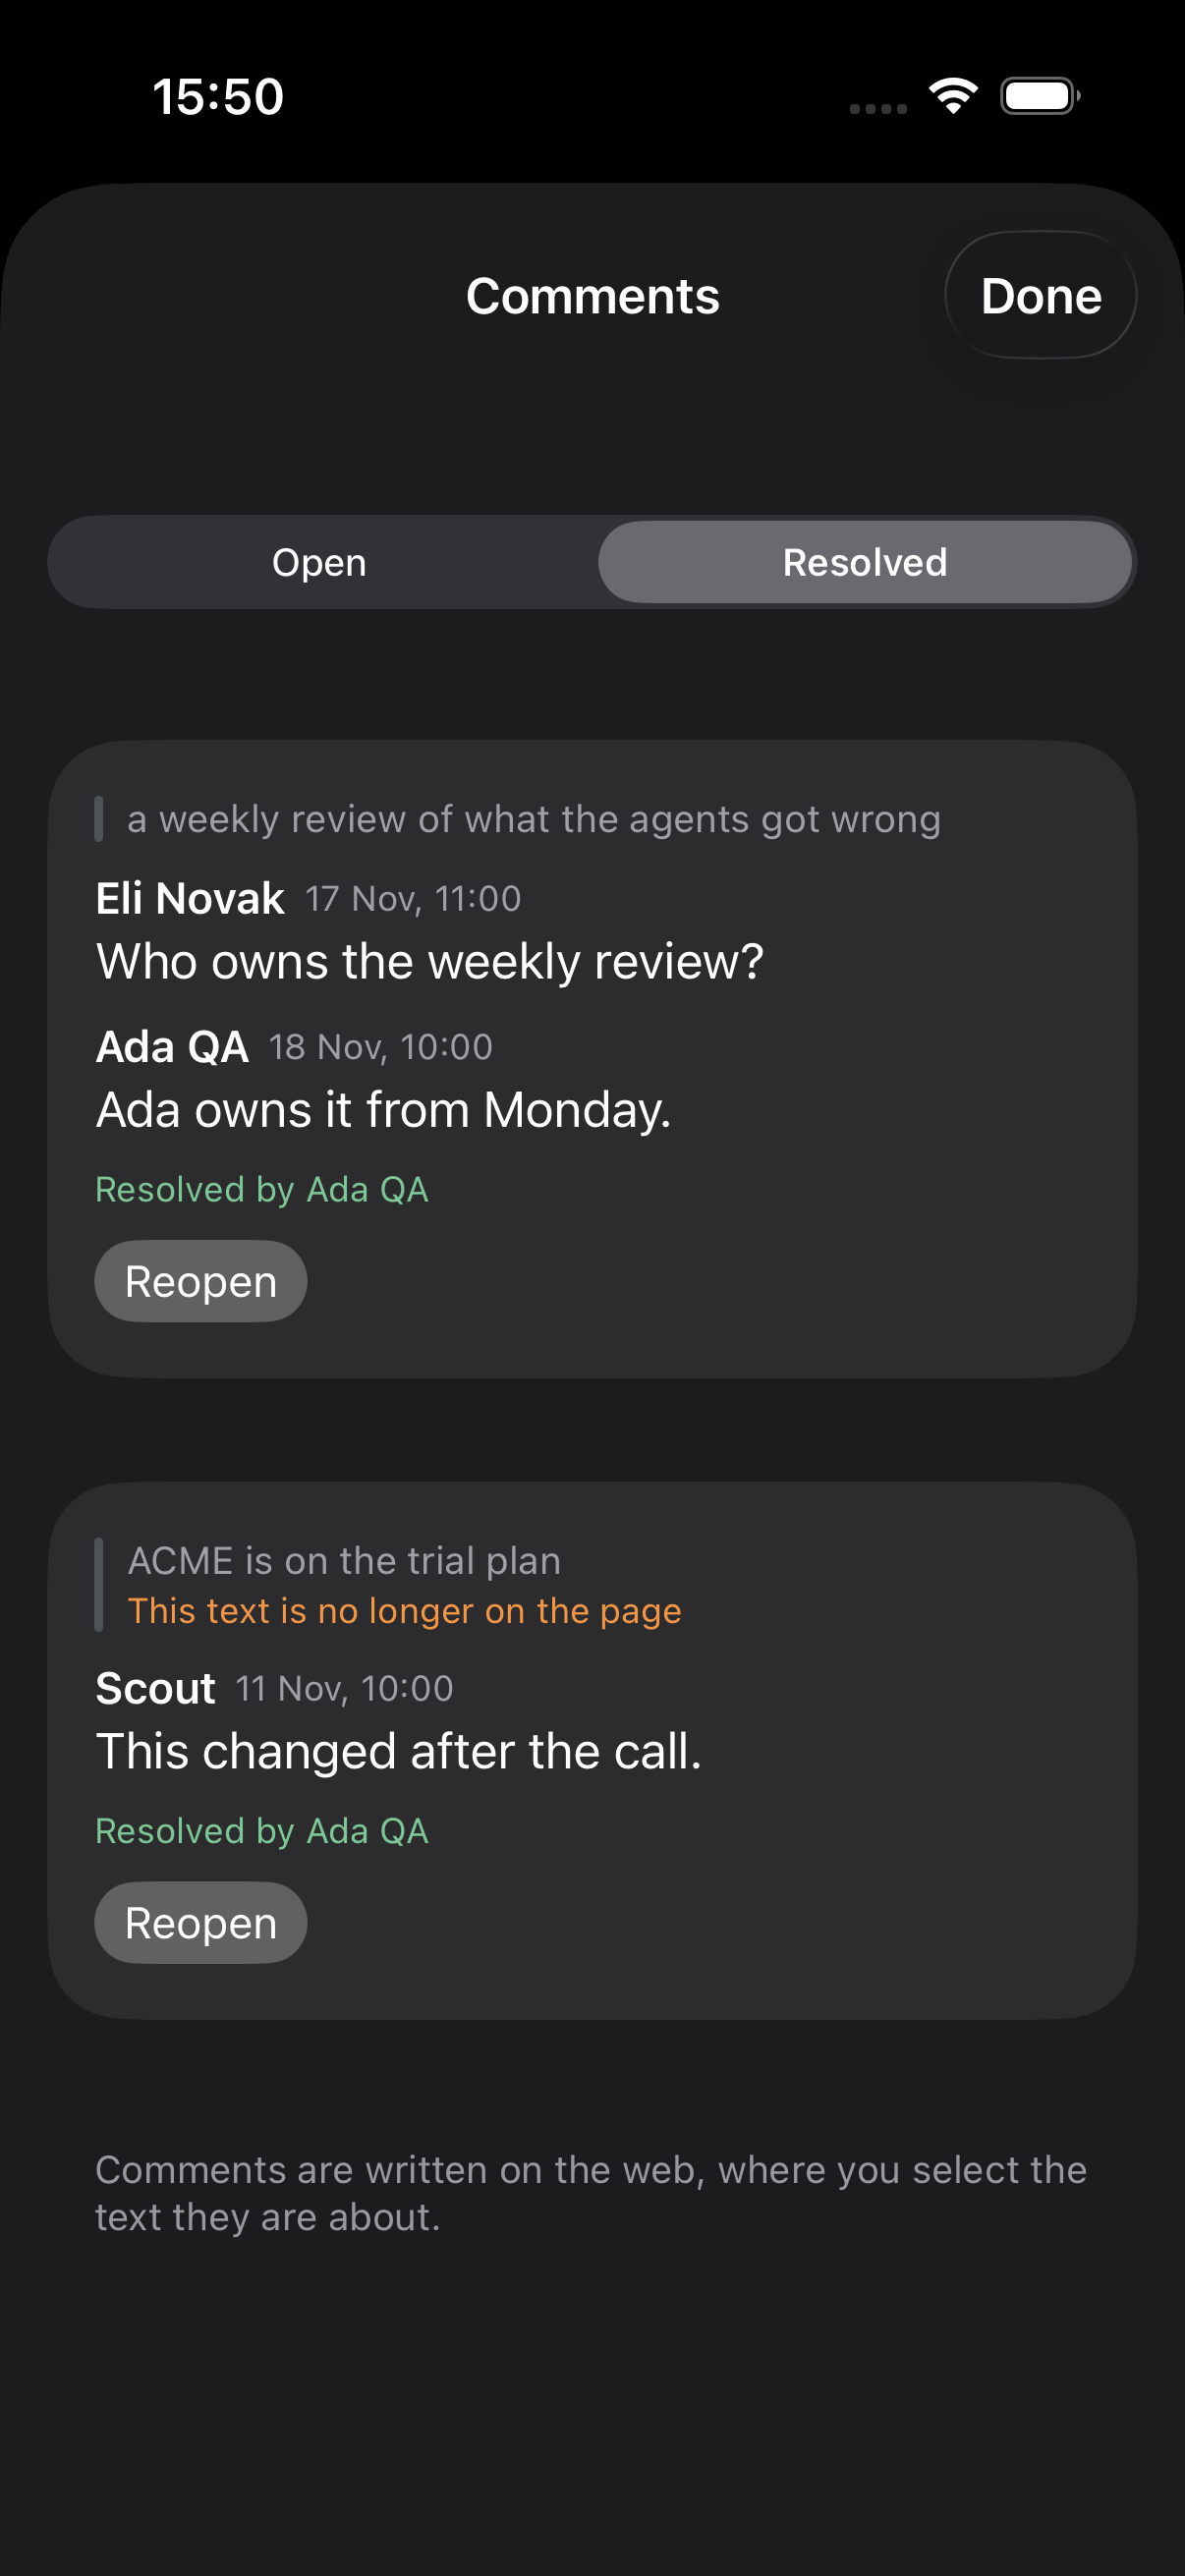 15:50
Comments
Done
Open
Resolved
a weekly review of what the agents got wrong
Eli Novak 17 Nov, 11:00
Who owns the weekly review?
Ada QA 18 Nov, 10:00
Ada owns it from Monday.
Resolved by Ada QA
Reopen
ACME is on the trial plan
This text is no longer on the page
Scout 11 Nov, 10:00
This changed after the call.
Resolved by Ada QA
Reopen
Comments are written on the web, where you select the
text they are about.